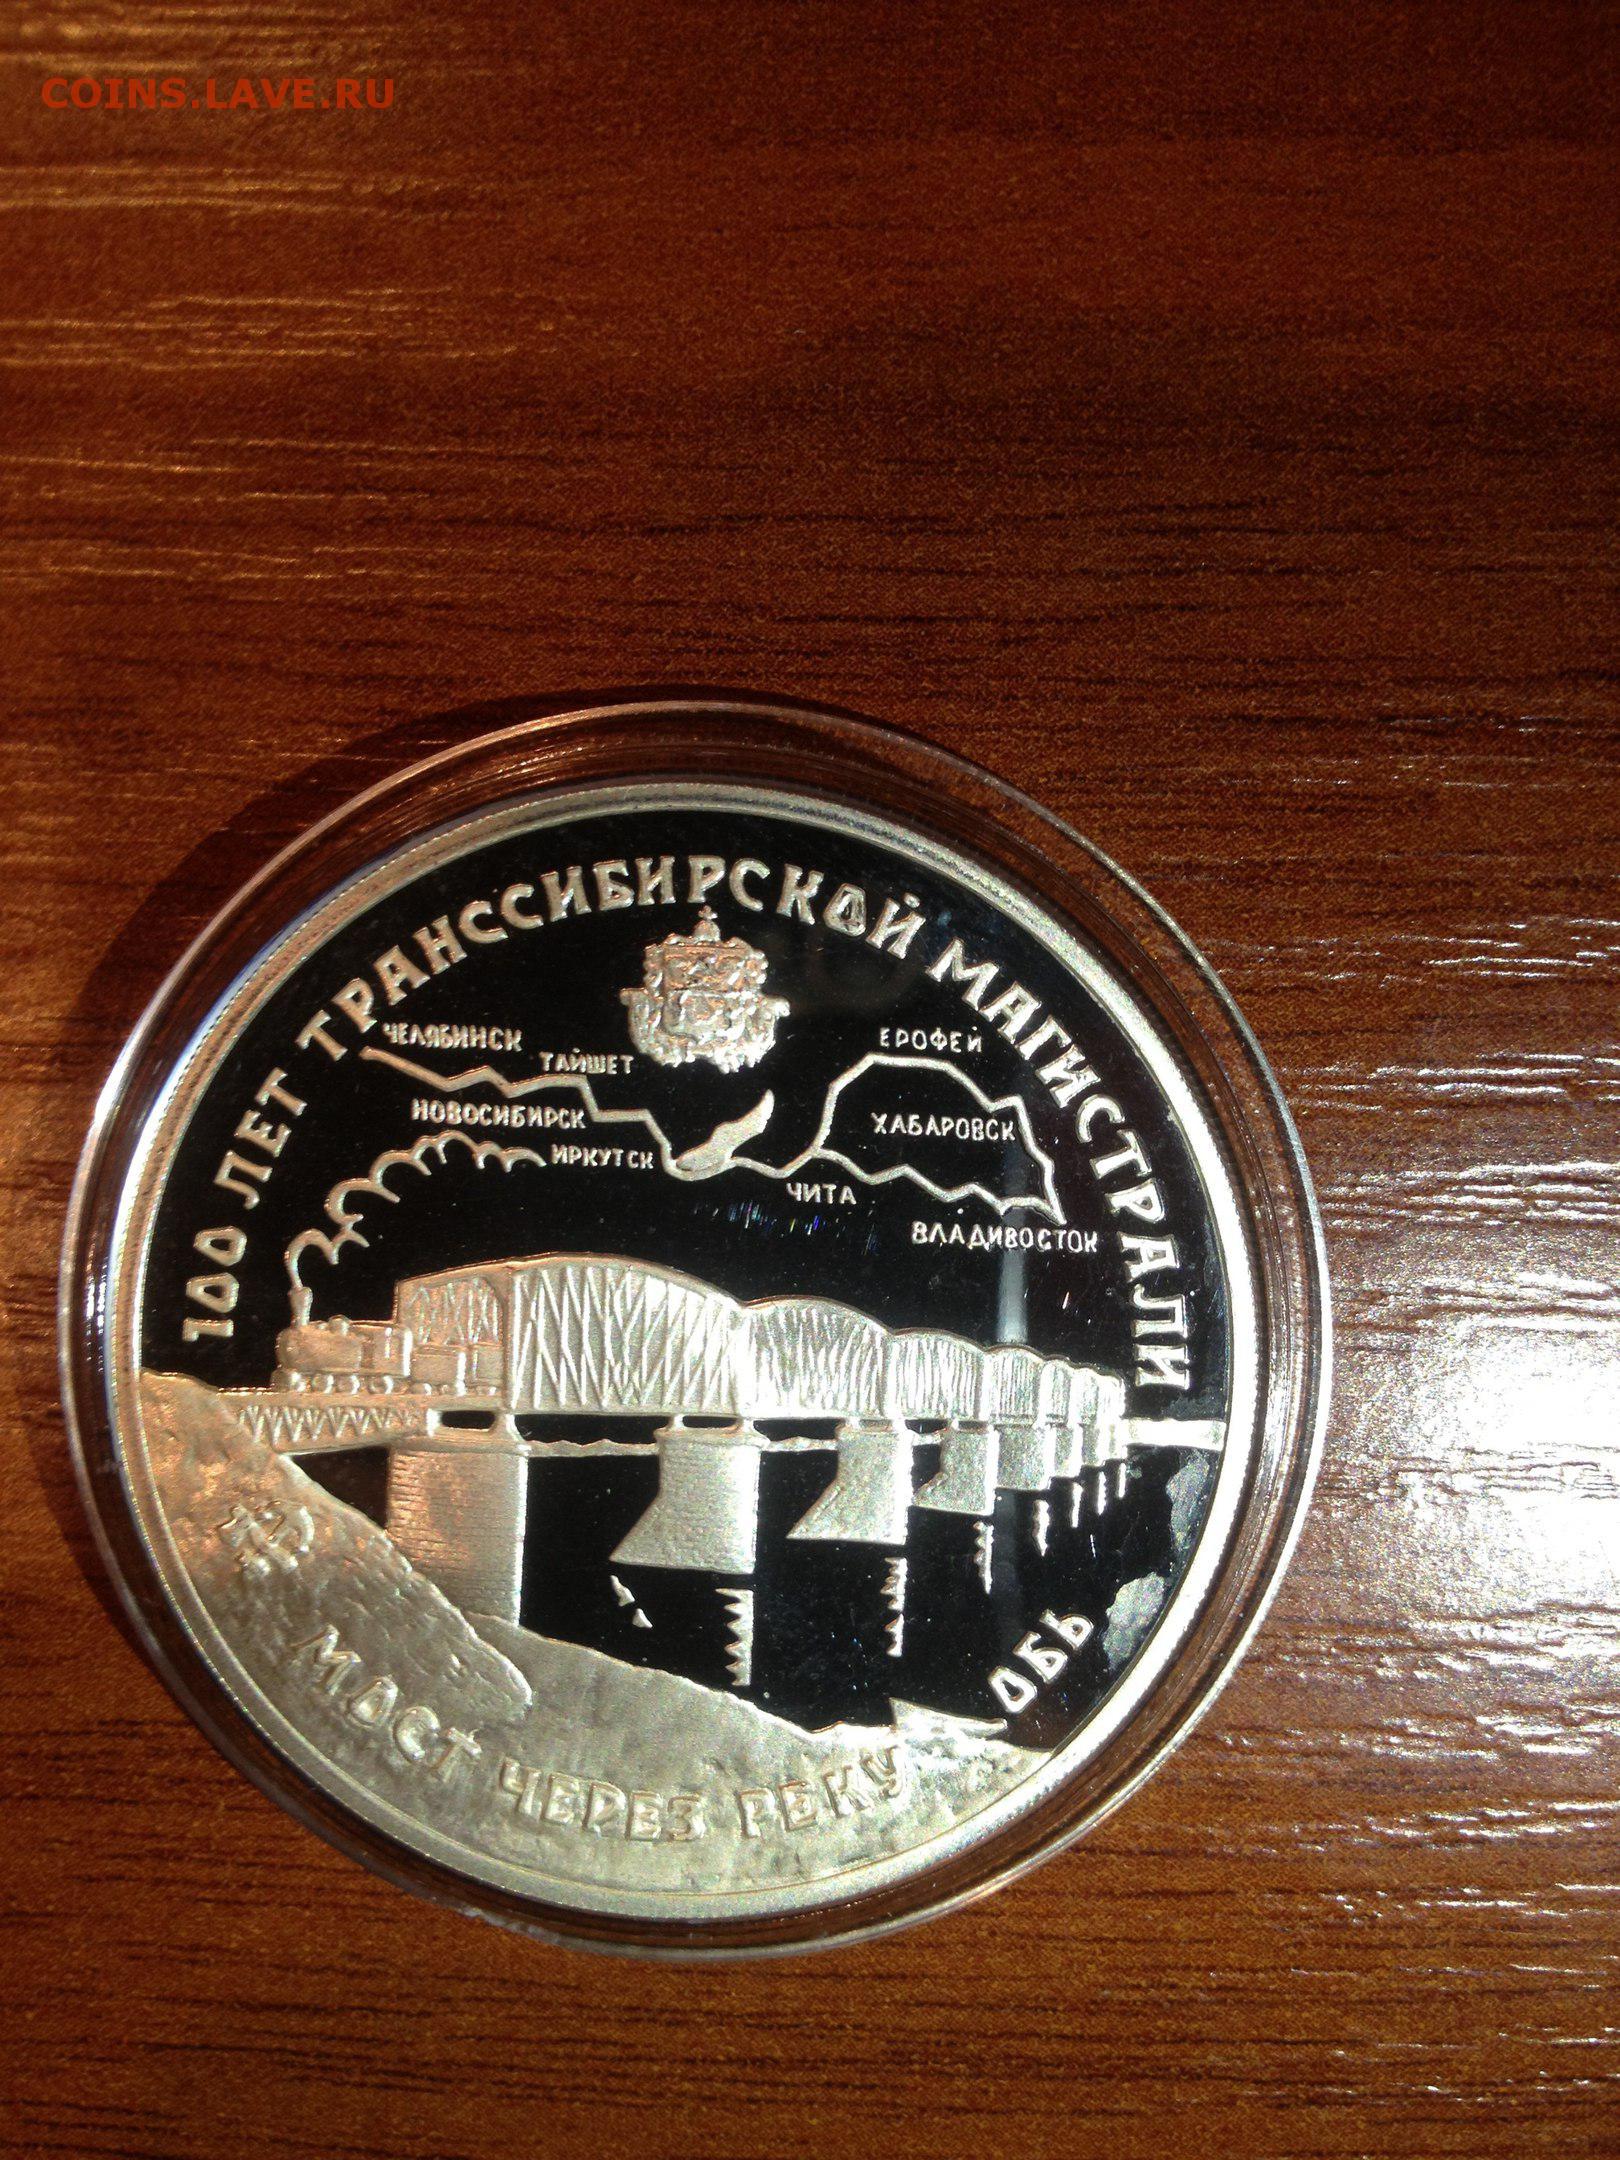 COINS.LAVE.RU
100 ЛЕТ ТРАНССИБИРСКОЙ МАГИСТРАЛИ
ЧЕЛЯБИНСК
ТАЙШЕТ
ЕРОФЕЙ
НОВОСИБИРСК
ХАБАРОВСК
ИРКУТСК
ЧИТА
ВЛАДИВОСТОК
МОСТ ЧЕРЕЗ РЕКУ ОБЬ